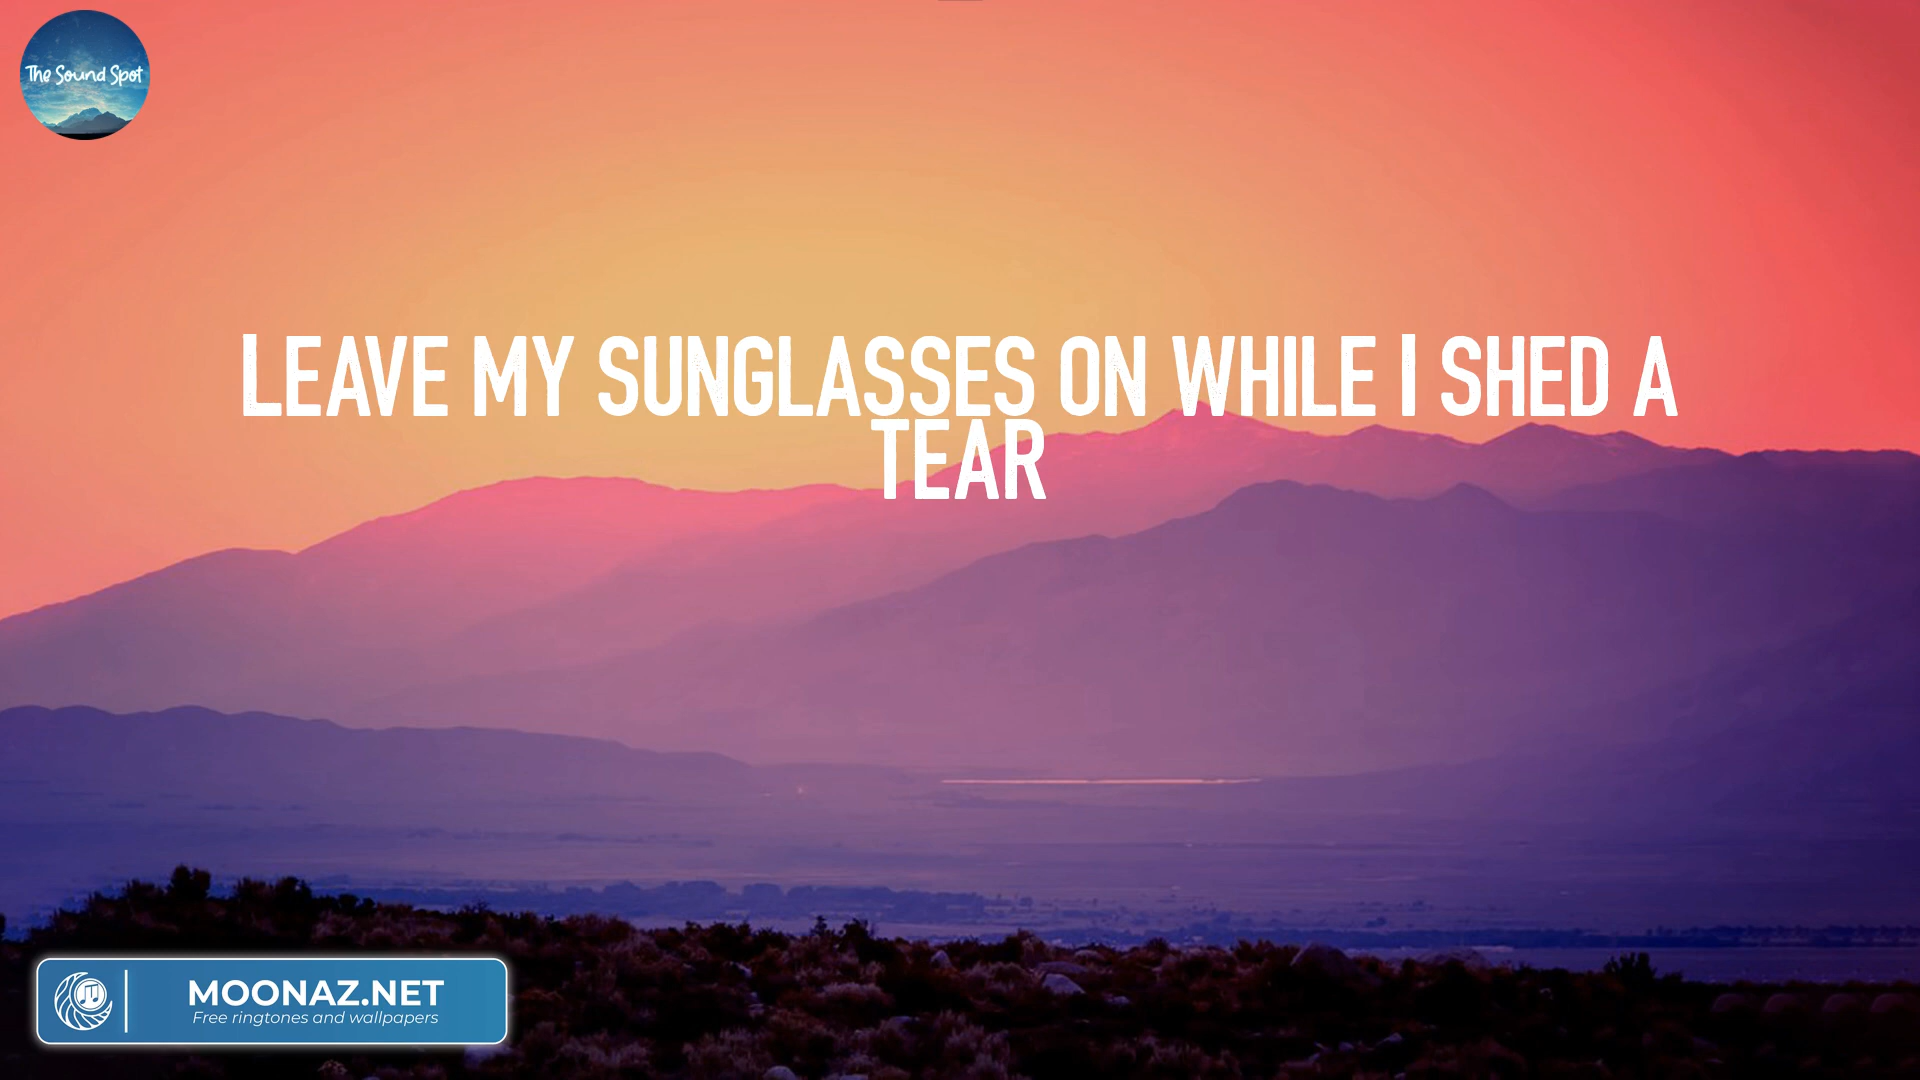 The Sound Spot
LEAVE MY SUNGLASSES ON WHILE I SHED A
TEAR
MOONAZ.NET
Free ringtones and wallpapers